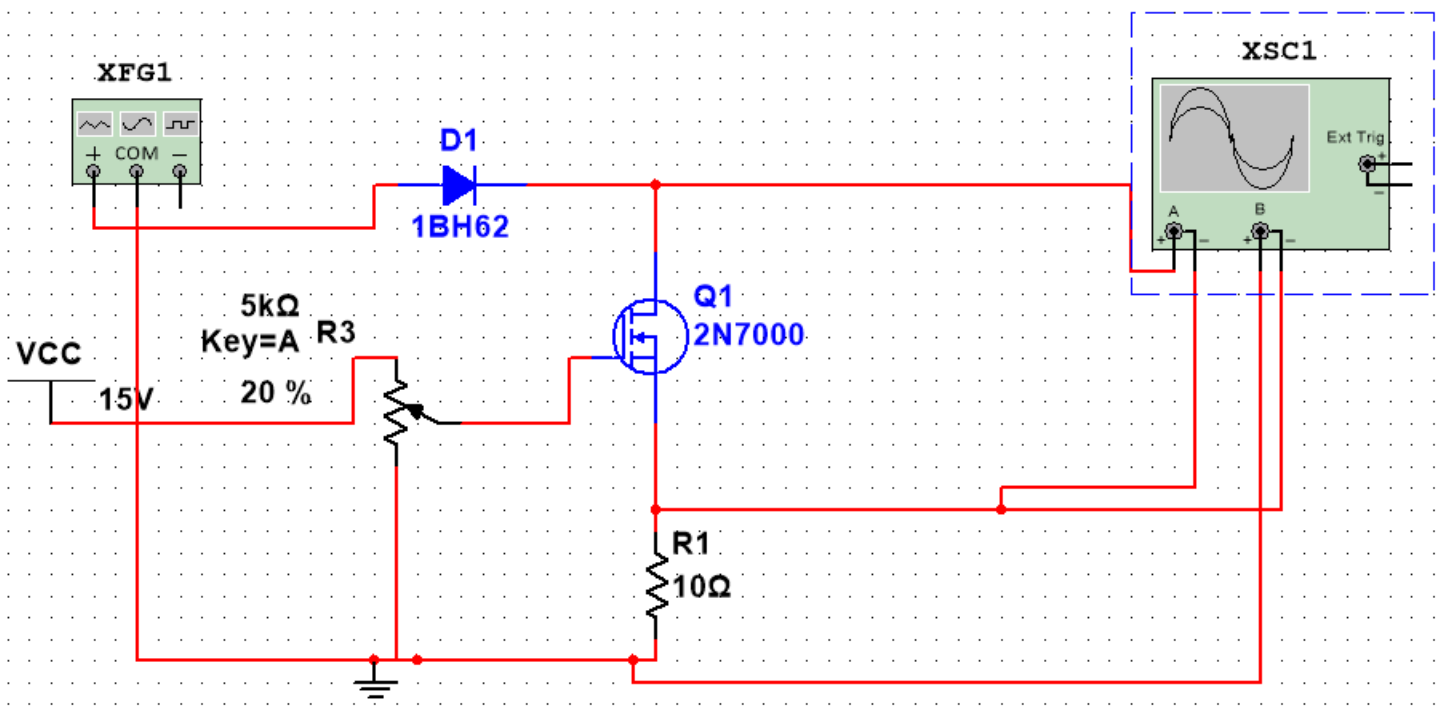 XSC1
XFG1
Ext Trig
+
−
+ COM −
D1
1BH62
A
B
+ − + −
5kΩ
Key=A
R3
20 %
VCC
15V
Q1
2N7000
R1
10Ω